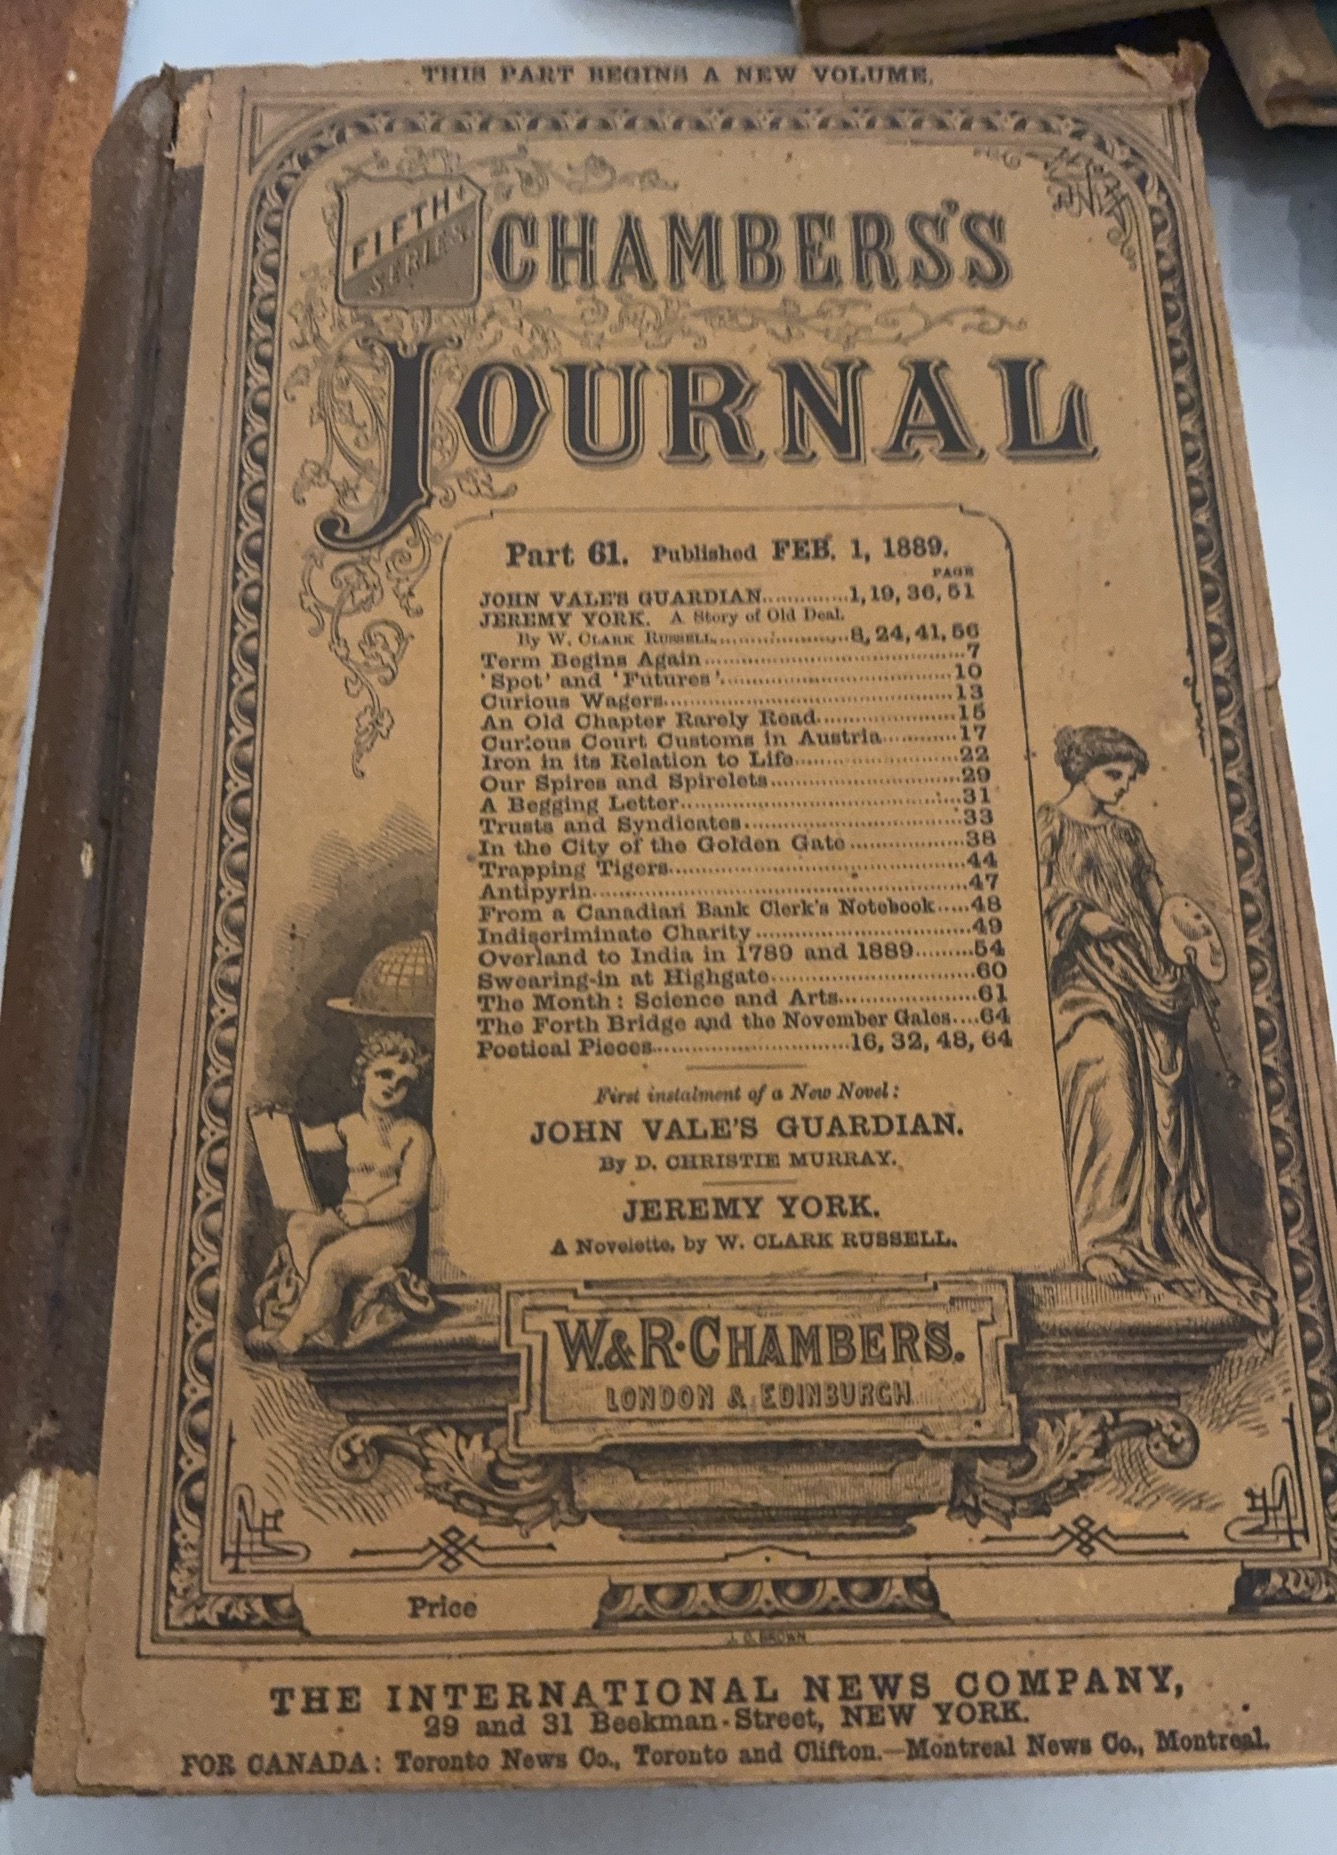 THIS PART BEGINS A NEW VOLUME.
FIFTH
SERIES
CHAMBERS'S
JOURNAL
Part 61. Published FEB. 1, 1889.
PAGE
JOHN VALE'S GUARDIAN..............1, 19, 36, 51
JEREMY YORK. A Story of Old Deal.
By W. CLARK RUSSELL......................8, 24, 41, 56
Term Begins Again......................................7
'Spot' and 'Futures'..................................10
Curious Wagers..........................................13
An Old Chapter Rarely Read.....................15
Curious Court Customs in Austria............17
Iron in its Relation to Life.........................22
Our Spires and Spirelets............................29
A Begging Letter........................................31
Trusts and Syndicates................................33
In the City of the Golden Gate..................38
Trapping Tigers..........................................44
Antipyrin....................................................47
From a Canadian Bank Clerk's Notebook.....48
Indiscriminate Charity...............................49
Overland to India in 1789 and 1889.........54
Swearing-in at Highgate............................60
The Month: Science and Arts....................61
The Forth Bridge and the November Gales....64
Poetical Pieces............................16, 32, 48, 64
First instalment of a New Novel:
JOHN VALE'S GUARDIAN.
By D. CHRISTIE MURRAY.
JEREMY YORK.
A Novelette, by W. CLARK RUSSELL.
W. & R. CHAMBERS.
LONDON & EDINBURGH
Price
J. O. BROWN
THE INTERNATIONAL NEWS COMPANY,
29 and 31 Beekman-Street, NEW YORK.
FOR CANADA: Toronto News Co., Toronto and Clifton.—Montreal News Co., Montreal.